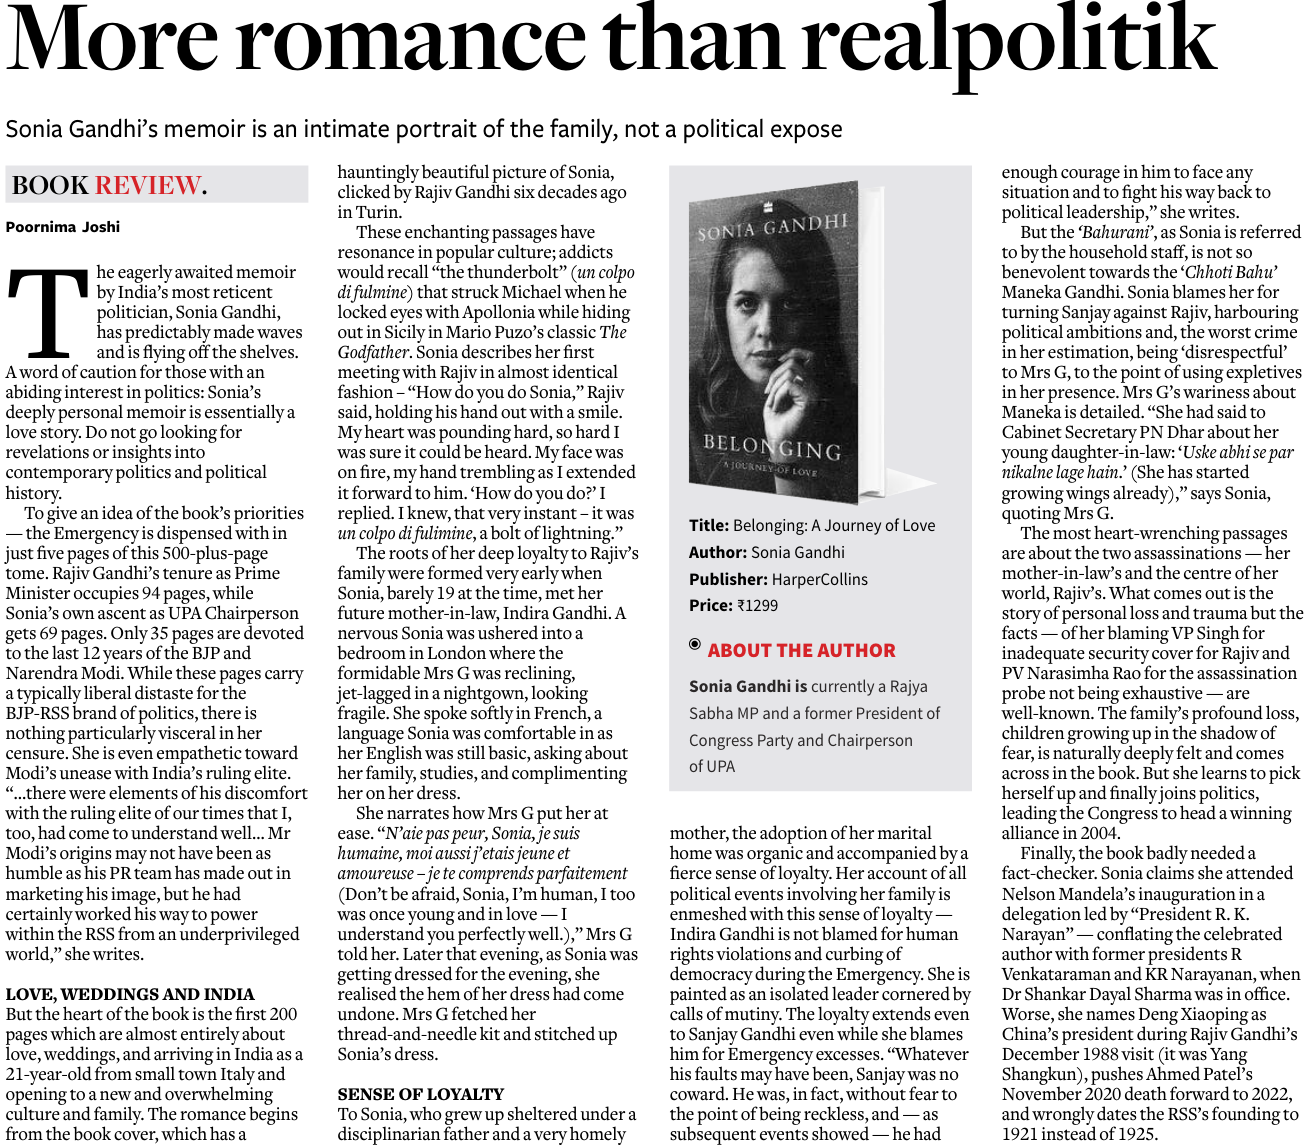 More romance than realpolitik
Sonia Gandhi’s memoir is an intimate portrait of the family, not a political expose
BOOK REVIEW.
Poornima Joshi
The eagerly awaited memoir
by India’s most reticent
politician, Sonia Gandhi,
has predictably made waves
and is flying off the shelves.
A word of caution for those with an
abiding interest in politics: Sonia’s
deeply personal memoir is essentially a
love story. Do not go looking for
revelations or insights into
contemporary politics and political
history.
To give an idea of the book’s priorities
— the Emergency is dispensed with in
just five pages of this 500-plus-page
tome. Rajiv Gandhi’s tenure as Prime
Minister occupies 94 pages, while
Sonia’s own ascent as UPA Chairperson
gets 69 pages. Only 35 pages are devoted
to the last 12 years of the BJP and
Narendra Modi. While these pages carry
a typically liberal distaste for the
BJP-RSS brand of politics, there is
nothing particularly visceral in her
censure. She is even empathetic toward
Modi’s unease with India’s ruling elite.
“...there were elements of his discomfort
with the ruling elite of our times that I,
too, had come to understand well... Mr
Modi’s origins may not have been as
humble as his PR team has made out in
marketing his image, but he had
certainly worked his way to power
within the RSS from an underprivileged
world,” she writes.
LOVE, WEDDINGS AND INDIA
But the heart of the book is the first 200
pages which are almost entirely about
love, weddings, and arriving in India as a
21-year-old from small town Italy and
opening to a new and overwhelming
culture and family. The romance begins
from the book cover, which has a
hauntingly beautiful picture of Sonia,
clicked by Rajiv Gandhi six decades ago
in Turin.
These enchanting passages have
resonance in popular culture; addicts
would recall “the thunderbolt” (un colpo
di fulmine) that struck Michael when he
locked eyes with Apollonia while hiding
out in Sicily in Mario Puzo’s classic The
Godfather. Sonia describes her first
meeting with Rajiv in almost identical
fashion – “How do you do Sonia,” Rajiv
said, holding his hand out with a smile.
My heart was pounding hard, so hard I
was sure it could be heard. My face was
on fire, my hand trembling as I extended
it forward to him. ‘How do you do?’ I
replied. I knew, that very instant – it was
un colpo di fulimine, a bolt of lightning.”
The roots of her deep loyalty to Rajiv’s
family were formed very early when
Sonia, barely 19 at the time, met her
future mother-in-law, Indira Gandhi. A
nervous Sonia was ushered into a
bedroom in London where the
formidable Mrs G was reclining,
jet-lagged in a nightgown, looking
fragile. She spoke softly in French, a
language Sonia was comfortable in as
her English was still basic, asking about
her family, studies, and complimenting
her on her dress.
She narrates how Mrs G put her at
ease. “N’aie pas peur, Sonia, je suis
humaine, moi aussi j’etais jeune et
amoureuse – je te comprends parfaitement
(Don’t be afraid, Sonia, I’m human, I too
was once young and in love — I
understand you perfectly well.),” Mrs G
told her. Later that evening, as Sonia was
getting dressed for the evening, she
realised the hem of her dress had come
undone. Mrs G fetched her
thread-and-needle kit and stitched up
Sonia’s dress.
SENSE OF LOYALTY
To Sonia, who grew up sheltered under a
disciplinarian father and a very homely
SONIA GANDHI
BELONGING
A JOURNEY OF LOVE
Title: Belonging: A Journey of Love
Author: Sonia Gandhi
Publisher: HarperCollins
Price: ₹1299
ABOUT THE AUTHOR
Sonia Gandhi is currently a Rajya
Sabha MP and a former President of
Congress Party and Chairperson
of UPA
mother, the adoption of her marital
home was organic and accompanied by a
fierce sense of loyalty. Her account of all
political events involving her family is
enmeshed with this sense of loyalty —
Indira Gandhi is not blamed for human
rights violations and curbing of
democracy during the Emergency. She is
painted as an isolated leader cornered by
calls of mutiny. The loyalty extends even
to Sanjay Gandhi even while she blames
him for Emergency excesses. “Whatever
his faults may have been, Sanjay was no
coward. He was, in fact, without fear to
the point of being reckless, and — as
subsequent events showed — he had
enough courage in him to face any
situation and to fight his way back to
political leadership,” she writes.
But the ‘Bahurani’, as Sonia is referred
to by the household staff, is not so
benevolent towards the ‘Chhoti Bahu’
Maneka Gandhi. Sonia blames her for
turning Sanjay against Rajiv, harbouring
political ambitions and, the worst crime
in her estimation, being ‘disrespectful’
to Mrs G, to the point of using expletives
in her presence. Mrs G’s wariness about
Maneka is detailed. “She had said to
Cabinet Secretary PN Dhar about her
young daughter-in-law: ‘Uske abhi se par
nikalne lage hain.’ (She has started
growing wings already),” says Sonia,
quoting Mrs G.
The most heart-wrenching passages
are about the two assassinations — her
mother-in-law’s and the centre of her
world, Rajiv’s. What comes out is the
story of personal loss and trauma but the
facts — of her blaming VP Singh for
inadequate security cover for Rajiv and
PV Narasimha Rao for the assassination
probe not being exhaustive — are
well-known. The family’s profound loss,
children growing up in the shadow of
fear, is naturally deeply felt and comes
across in the book. But she learns to pick
herself up and finally joins politics,
leading the Congress to head a winning
alliance in 2004.
Finally, the book badly needed a
fact-checker. Sonia claims she attended
Nelson Mandela’s inauguration in a
delegation led by “President R. K.
Narayan” — conflating the celebrated
author with former presidents R
Venkataraman and KR Narayanan, when
Dr Shankar Dayal Sharma was in office.
Worse, she names Deng Xiaoping as
China’s president during Rajiv Gandhi’s
December 1988 visit (it was Yang
Shangkun), pushes Ahmed Patel’s
November 2020 death forward to 2022,
and wrongly dates the RSS’s founding to
1921 instead of 1925.